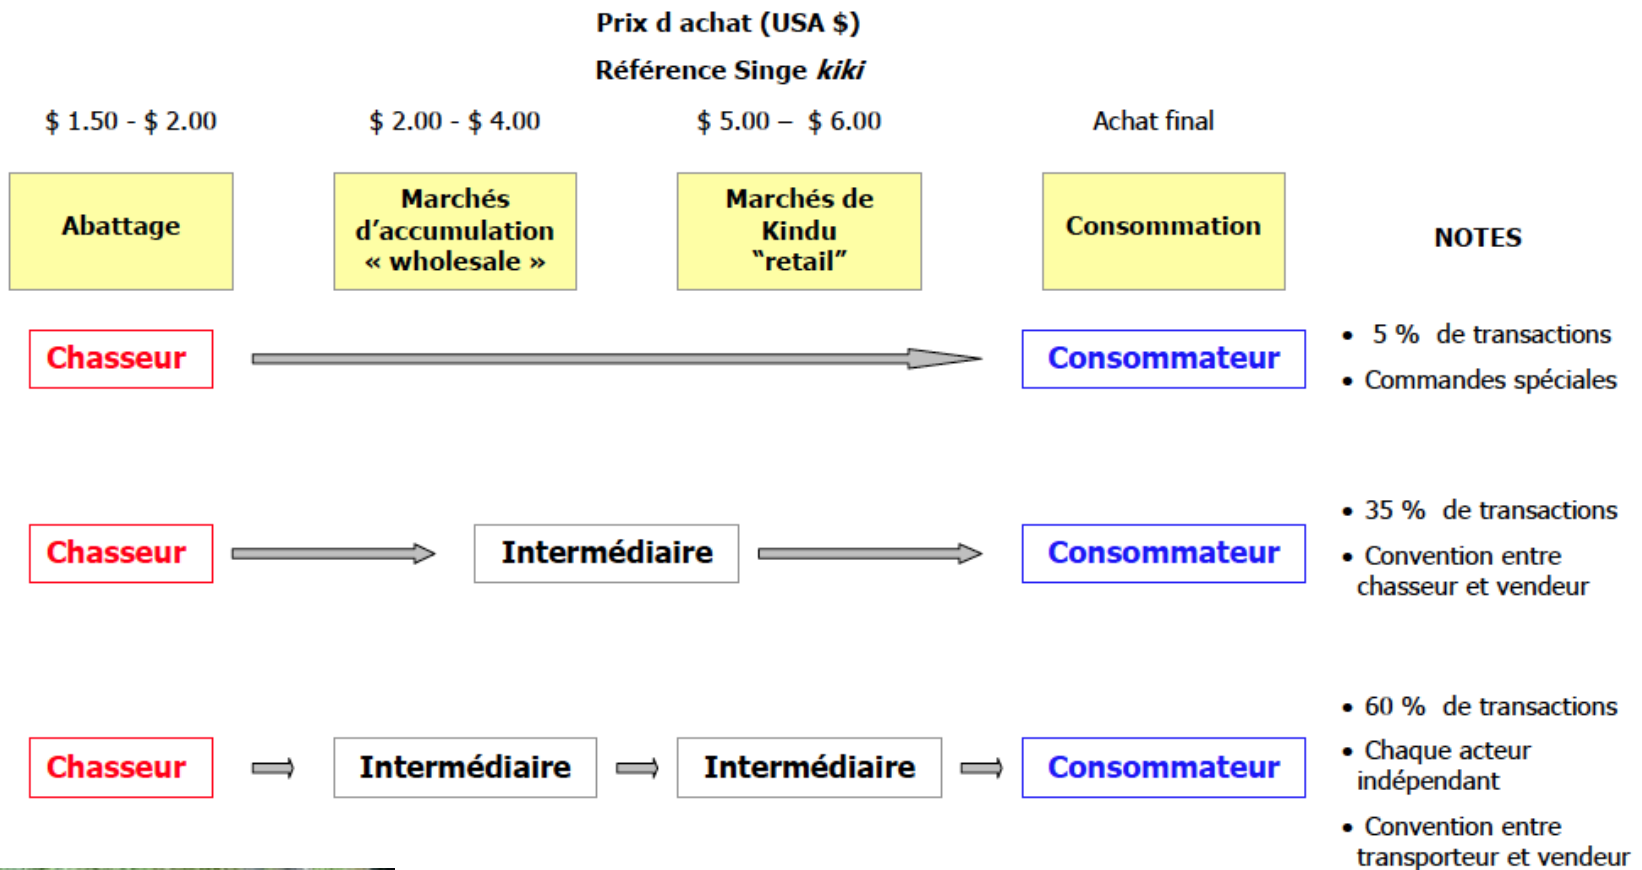 Prix d achat (USA $)
Référence Singe kiki
$ 1.50 - $ 2.00
$ 2.00 - $ 4.00
$ 5.00 – $ 6.00
Achat final
Abattage
Marchés
d’accumulation
« wholesale »
Marchés de
Kindu
“retail”
Consommation
NOTES
Chasseur
Consommateur
• 5 % de transactions
• Commandes spéciales
Chasseur
Intermédiaire
Consommateur
• 35 % de transactions
• Convention entre
chasseur et vendeur
Chasseur
Intermédiaire
Intermédiaire
Consommateur
• 60 % de transactions
• Chaque acteur
indépendant
• Convention entre
transporteur et vendeur